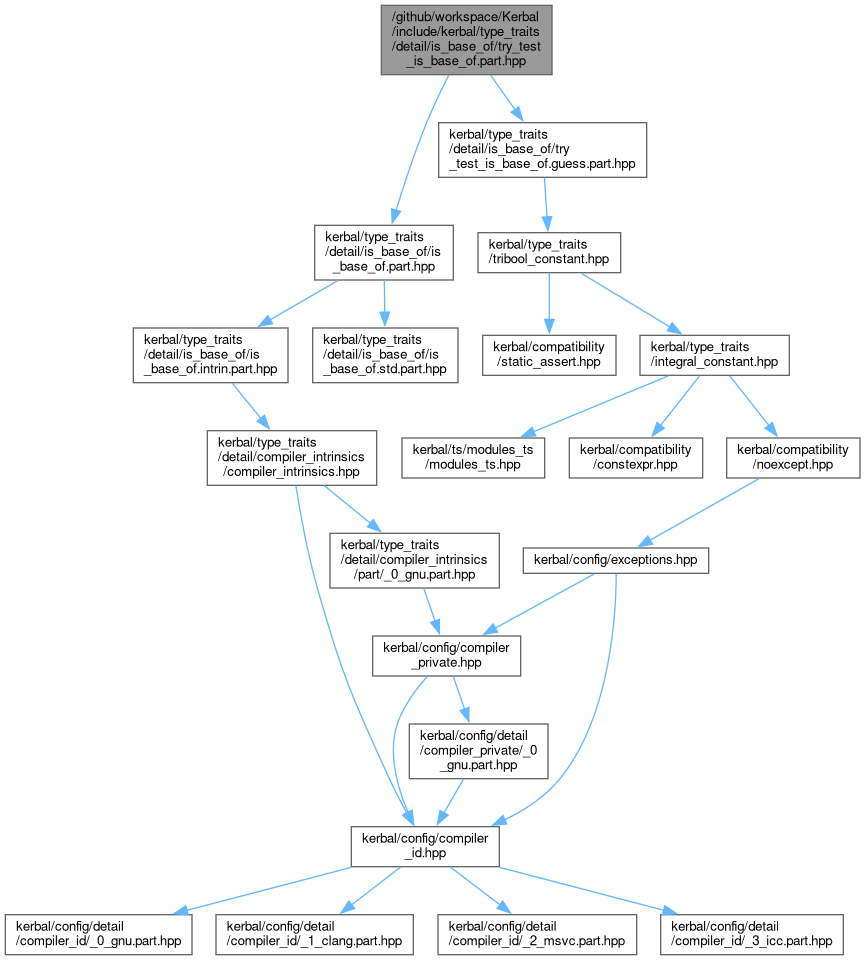 /github/workspace/Kerbal
/include/kerbal/type_traits
/detail/is_base_of/try_test
_is_base_of.part.hpp
kerbal/type_traits
/detail/is_base_of/try
_test_is_base_of.guess.part.hpp
kerbal/type_traits
/detail/is_base_of/is
_base_of.part.hpp
kerbal/type_traits
/tribool_constant.hpp
kerbal/type_traits
/detail/is_base_of/is
_base_of.intrin.part.hpp
kerbal/type_traits
/detail/is_base_of/is
_base_of.std.part.hpp
kerbal/compatibility
/static_assert.hpp
kerbal/type_traits
/integral_constant.hpp
kerbal/type_traits
/detail/compiler_intrinsics
/compiler_intrinsics.hpp
kerbal/ts/modules_ts
/modules_ts.hpp
kerbal/compatibility
/constexpr.hpp
kerbal/compatibility
/noexcept.hpp
kerbal/type_traits
/detail/compiler_intrinsics
/part/_0_gnu.part.hpp
kerbal/config/exceptions.hpp
kerbal/config/compiler
_private.hpp
kerbal/config/detail
/compiler_private/_0
_gnu.part.hpp
kerbal/config/compiler
_id.hpp
kerbal/config/detail
/compiler_id/_0_gnu.part.hpp
kerbal/config/detail
/compiler_id/_1_clang.part.hpp
kerbal/config/detail
/compiler_id/_2_msvc.part.hpp
kerbal/config/detail
/compiler_id/_3_icc.part.hpp